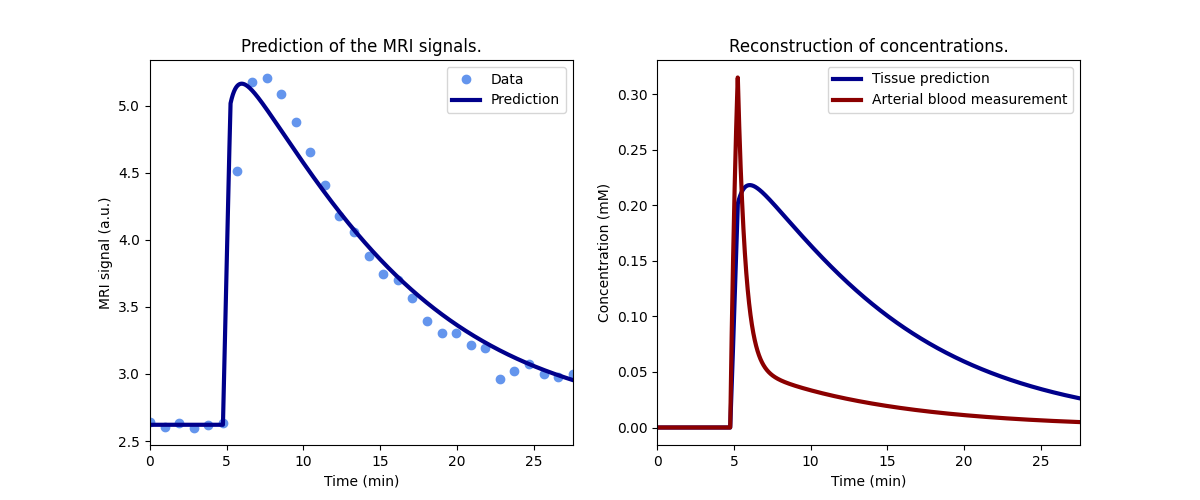 Prediction of the MRI signals.
MRI signal (a.u.)
5.0
4.5
4.0
3.5
3.0
2.5
Data
Prediction
0
5
10
15
20
25
Time (min)
Reconstruction of concentrations.
Concentration (mM)
0.30
0.25
0.20
0.15
0.10
0.05
0.00
Tissue prediction
Arterial blood measurement
0
5
10
15
20
25
Time (min)